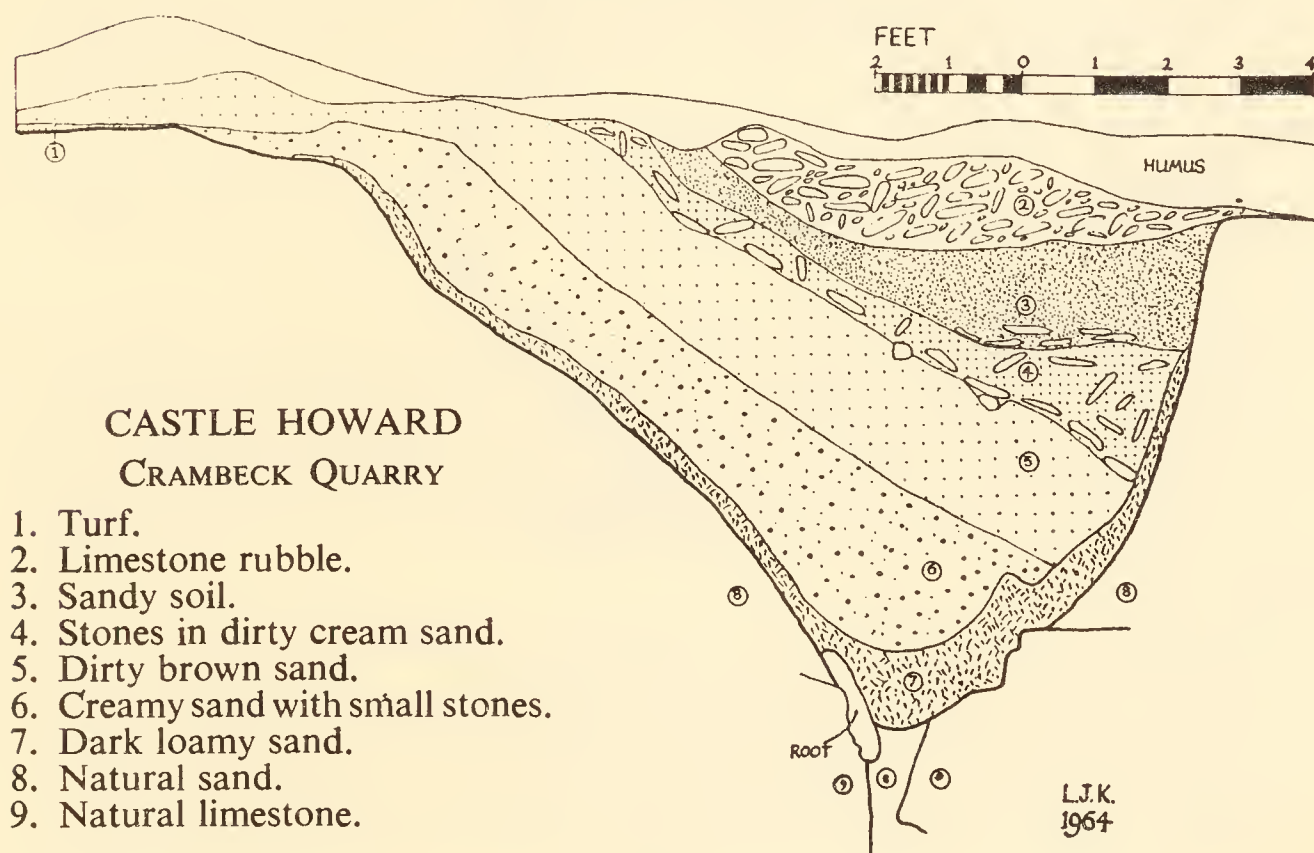 FEET
2 1 0 1 2 3 4
HUMUS
①
②
③
④
⑤
⑥
⑧ ⑧
⑦
ROOT
⑨ ⑧ ⑧
CASTLE HOWARD
CRAMBECK QUARRY
1. Turf.
2. Limestone rubble.
3. Sandy soil.
4. Stones in dirty cream sand.
5. Dirty brown sand.
6. Creamy sand with small stones.
7. Dark loamy sand.
8. Natural sand.
9. Natural limestone.
L.J.K.
1964